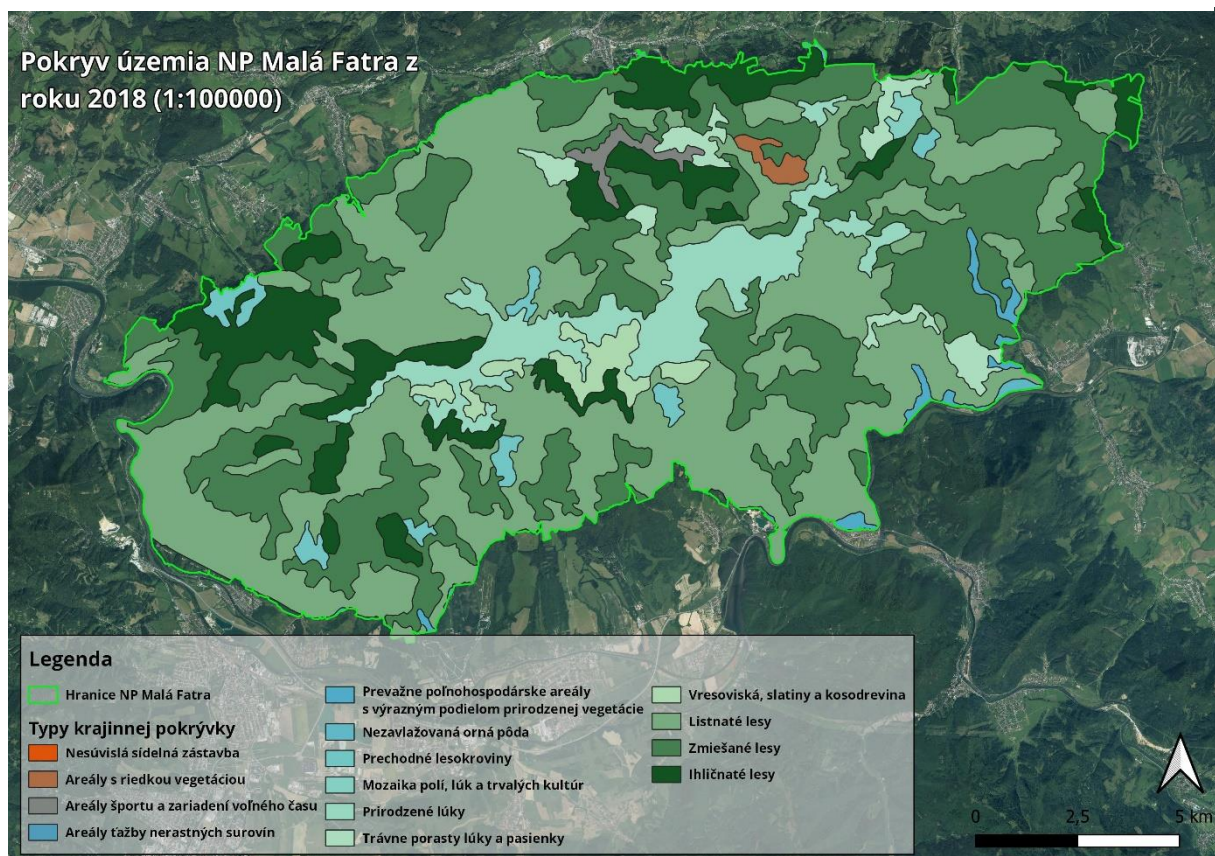 Pokryv územia NP Malá Fatra z
roku 2018 (1:100000)
Legenda
Hranice NP Malá Fatra
Typy krajinnej pokrývky
Nesúvislá sídelná zástavba
Areály s riedkou vegetáciou
Areály športu a zariadení voľného času
Areály ťažby nerastných surovín
Prevažne poľnohospodárske areály
s výrazným podielom prirodzenej vegetácie
Nezavlažovaná orná pôda
Prechodné lesokroviny
Mozaika polí, lúk a trvalých kultúr
Prirodzené lúky
Trávne porasty lúky a pasienky
Vresoviská, slatiny a kosodrevina
Listnaté lesy
Zmiešané lesy
Ihličnaté lesy
0 2,5 5 km